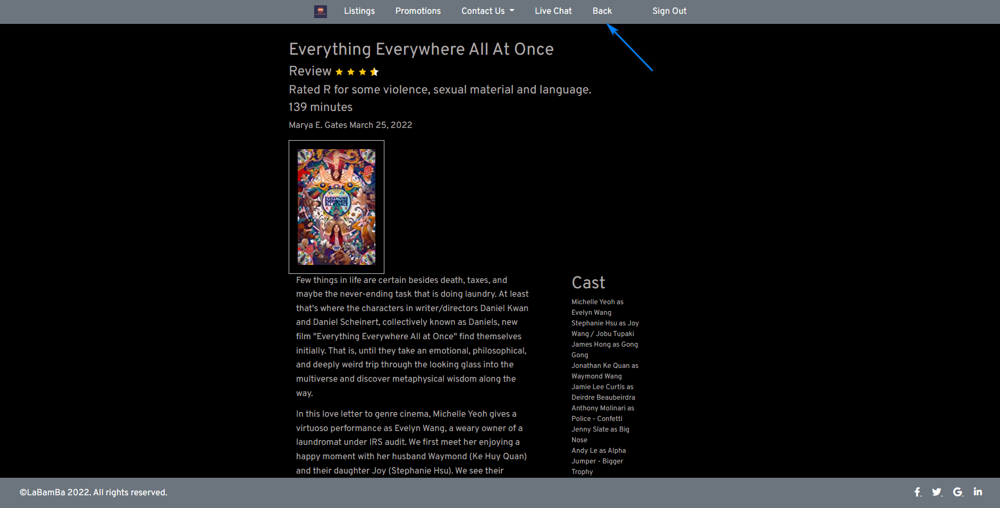 Listings Promotions Contact Us Live Chat Back Sign Out
Everything Everywhere All At Once
Review
Rated R for some violence, sexual material and language.
139 minutes
Marya E. Gates March 25, 2022
EVERYTHING
EVERYWHERE
ALL AT ONCE
Few things in life are certain besides death, taxes, and
maybe the never-ending task that is doing laundry. At least
that's where the characters in writer/directors Daniel Kwan
and Daniel Scheinert, collectively known as Daniels, new
film "Everything Everywhere All at Once" find themselves
initially. That is, until they take an emotional, philosophical,
and deeply weird trip through the looking glass into the
multiverse and discover metaphysical wisdom along the
way.
In this love letter to genre cinema, Michelle Yeoh gives a
virtuoso performance as Evelyn Wang, a weary owner of a
laundromat under IRS audit. We first meet her enjoying a
happy moment with her husband Waymond (Ke Huy Quan)
and their daughter Joy (Stephanie Hsu). We see their
Cast
Michelle Yeoh as
Evelyn Wang
Stephanie Hsu as Joy
Wang / Jobu Tupaki
James Hong as Gong
Gong
Jonathan Ke Quan as
Waymond Wang
Jamie Lee Curtis as
Deirdre Beaubeirdra
Anthony Molinari as
Police - Confetti
Jenny Slate as Big
Nose
Andy Le as Alpha
Jumper - Bigger
Trophy
©LaBamBa 2022. All rights reserved.